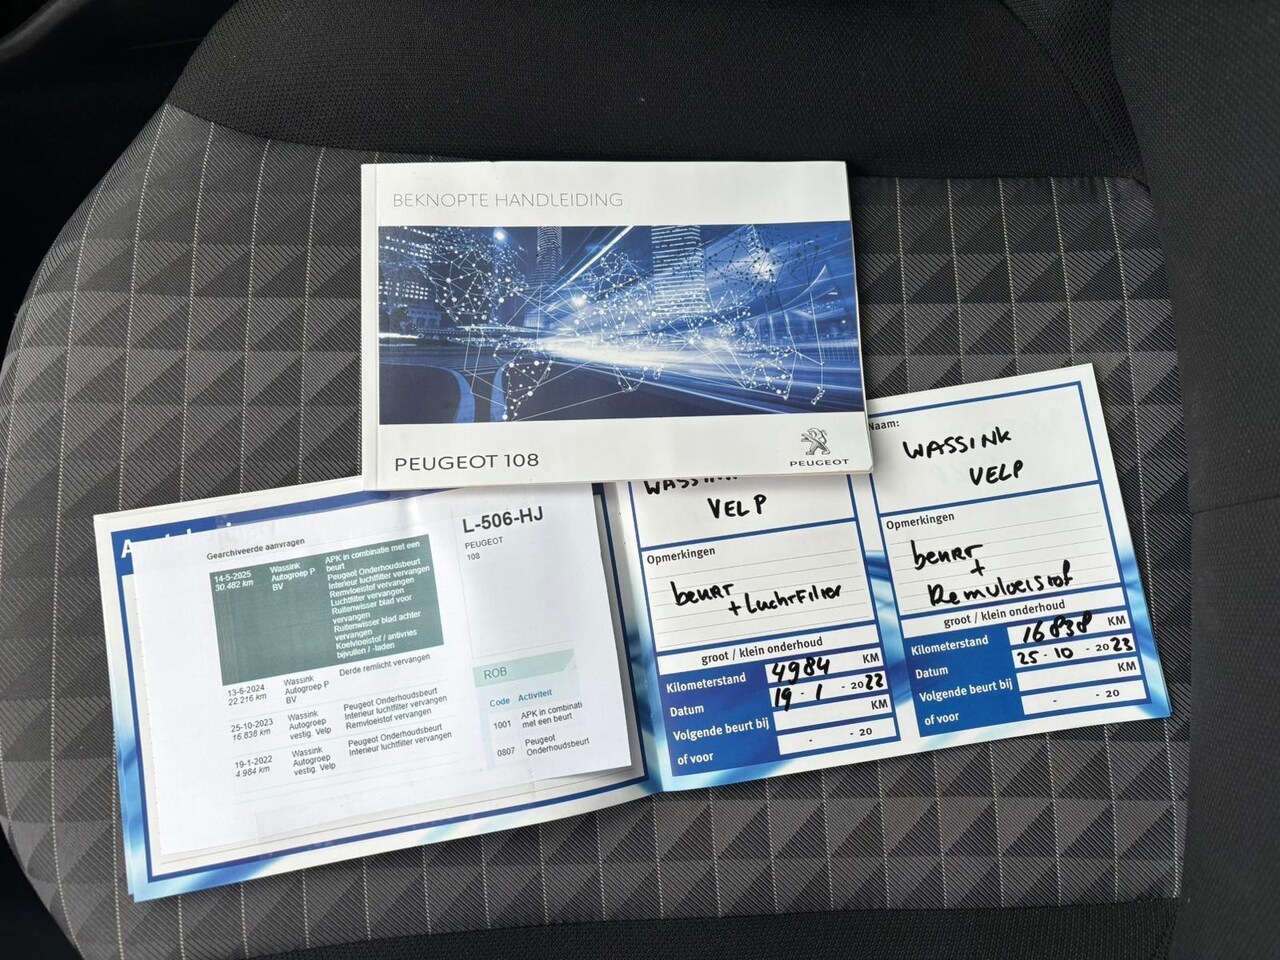 BEKNOPTE HANDLEIDING
PEUGEOT 108
PEUGEOT
Gearchiveerde aanvragen
14-5-2025
30.482 km
Wassink
Autogroep P
BV
APK in combinatie met een
beurt
Peugeot Onderhoudsbeurt
Interieur luchtfilter vervangen
Remvloeistof vervangen
Luchtfilter vervangen
Ruitenwisser blad voor
vervangen
Ruitenwisser blad achter
vervangen
Koelvloeistof / antivries
bijvullen / -laden
13-6-2024
22.216 km
Wassink
Autogroep P
BV
Derde remlicht vervangen
25-10-2023
16.838 km
Wassink
Autogroep
vestig. Velp
Peugeot Onderhoudsbeurt
Interieur luchtfilter vervangen
Remvloeistof vervangen
19-1-2022
4.984 km
Wassink
Autogroep
vestig. Velp
Peugeot Onderhoudsbeurt
Interieur luchtfilter vervangen
L-506-HJ
PEUGEOT
108
ROB
Code Activiteit
1001 APK in combinati
met een beurt
0807 Peugeot
Onderhoudsbeurt
WASSINK
VELP
Opmerkingen
beurt
+ Luchtfilter
groot / klein onderhoud
Kilometerstand 4984 KM
Datum 19 - 1 - 2022
Volgende beurt bij KM
of voor - - 20
Naam:
WASSINK
VELP
Opmerkingen
beurt
+
Remvloeistof
groot / klein onderhoud
Kilometerstand 16838 KM
Datum 25 - 10 - 2023
Volgende beurt bij KM
of voor - - 20